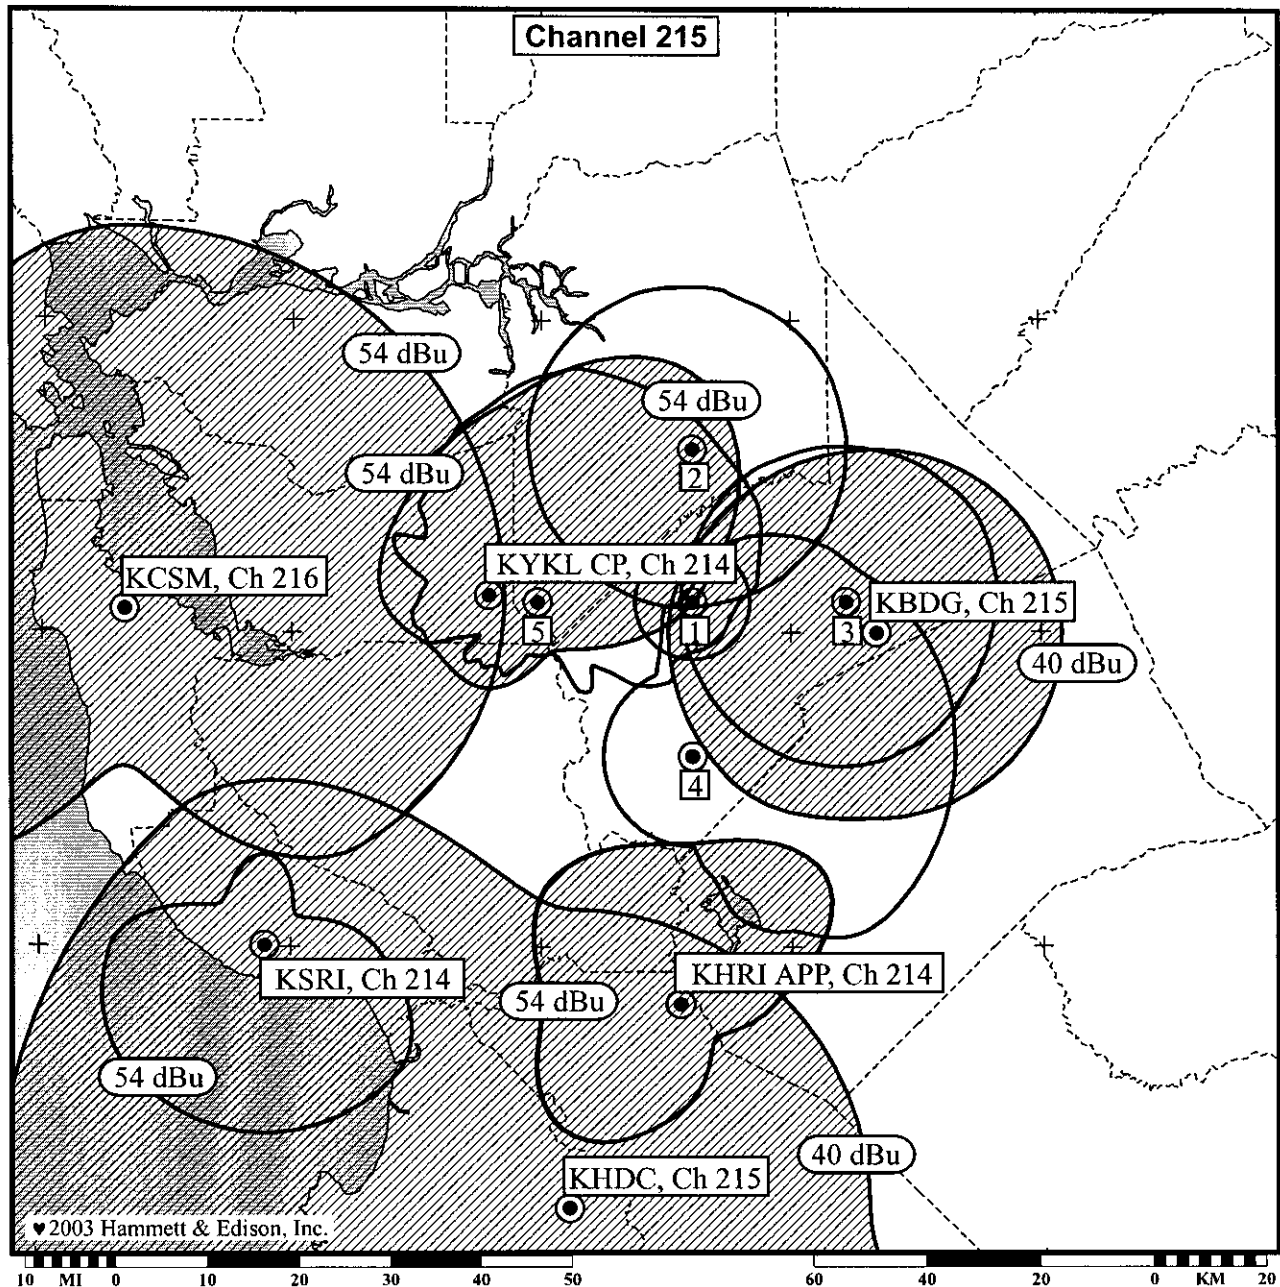 Channel 215
54 dBu
54 dBu
54 dBu
2
KCSM, Ch 216
KYKL CP, Ch 214
KBDG, Ch 215
5
1
3
40 dBu
4
KSRI, Ch 214
KHRI APP, Ch 214
54 dBu
54 dBu
40 dBu
KHDC, Ch 215
♥2003 Hammett & Edison, Inc.
10 MI 0 10 20 30 40 50 60 40 20 0 KM 20